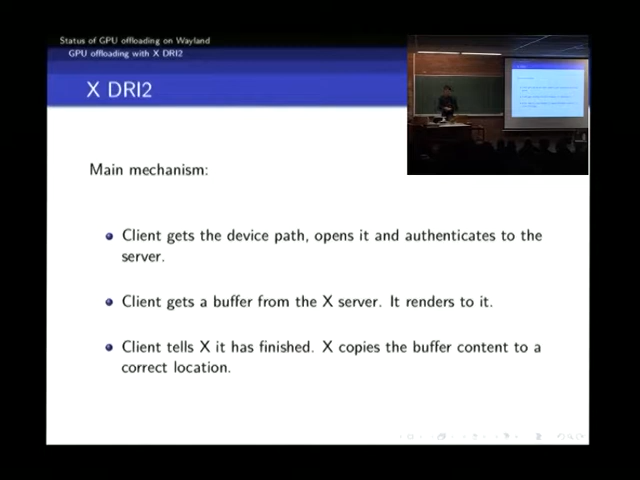 Status of GPU offloading on Wayland
GPU offloading with X DRI2
X DRI2
Main mechanism:
Client gets the device path, opens it and authenticates to the
server.
Client gets a buffer from the X server. It renders to it.
Client tells X it has finished. X copies the buffer content to a
correct location.